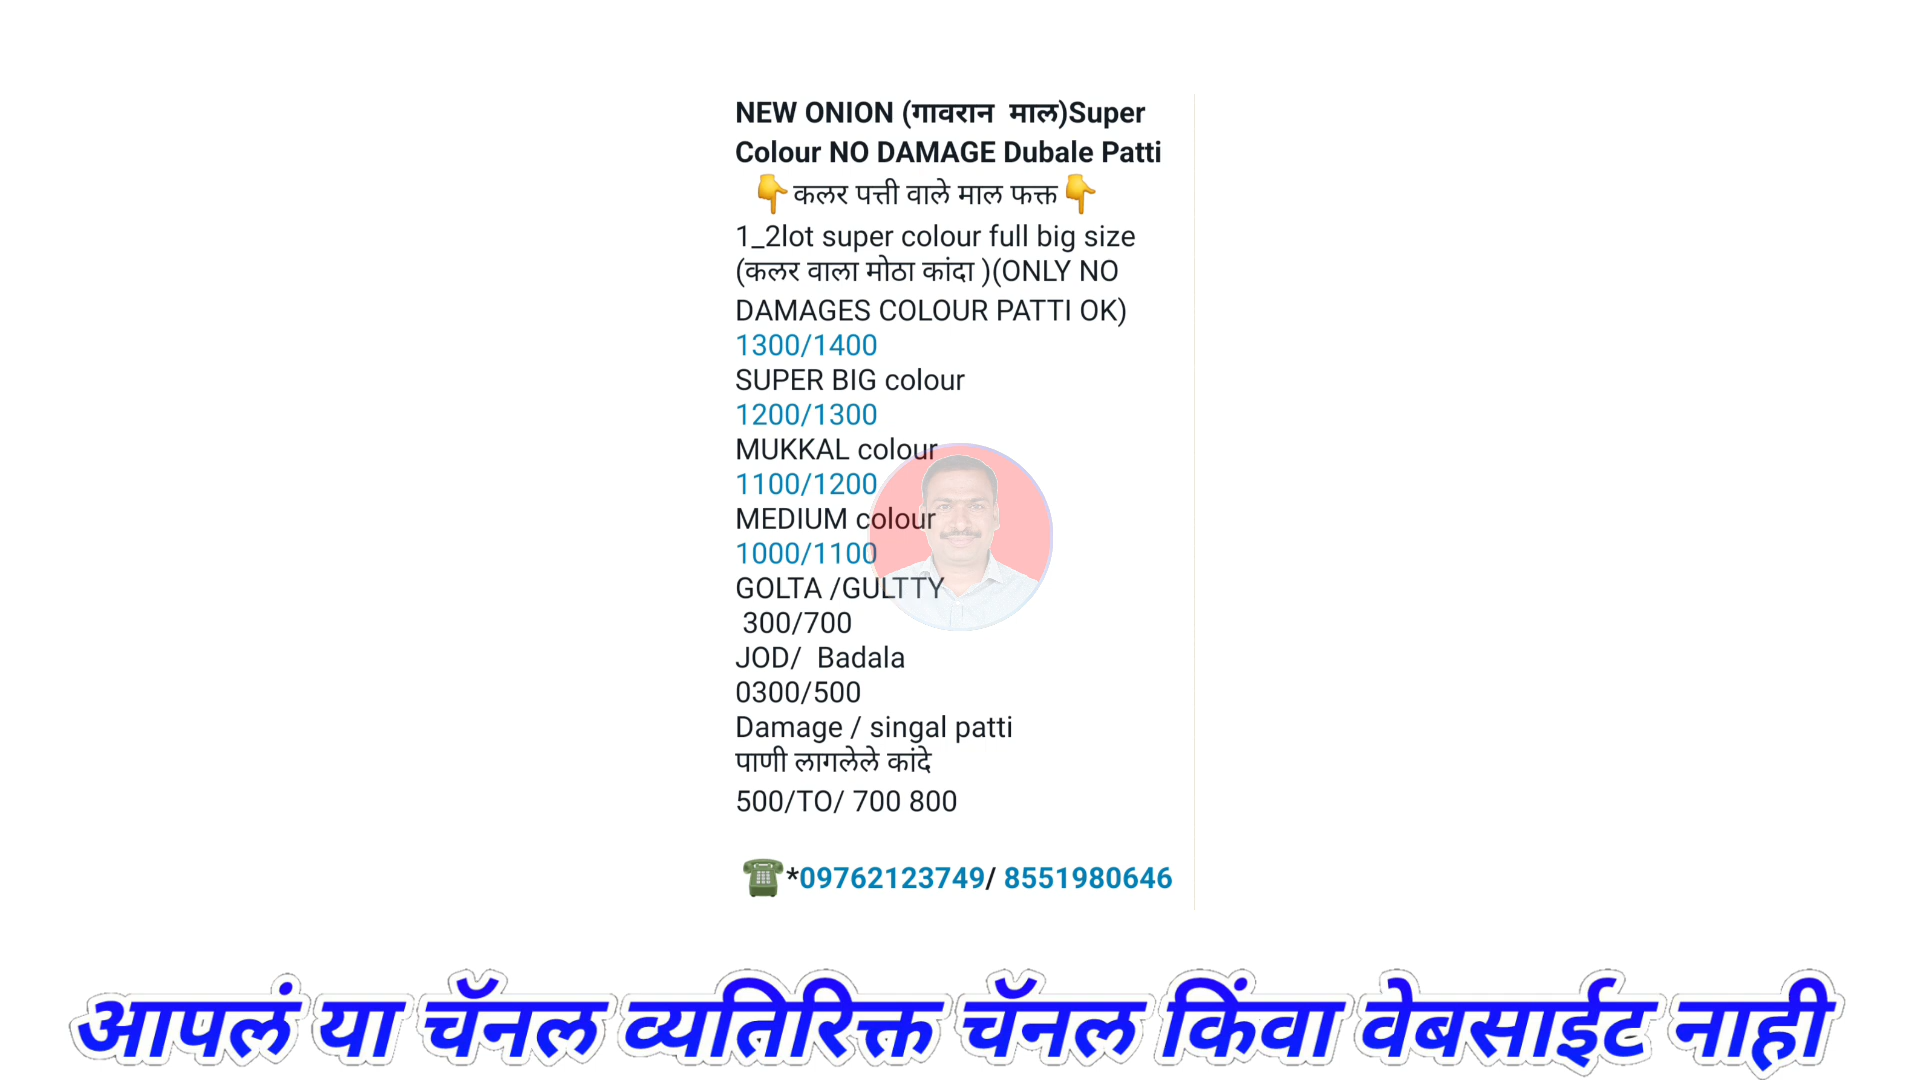 NEW ONION (गावरान माल)Super
Colour NO DAMAGE Dubale Patti
👇कलर पत्ती वाले माल फक्त👇
1_2lot super colour full big size
(कलर वाला मोठा कांदा )(ONLY NO
DAMAGES COLOUR PATTI OK)
1300/1400
SUPER BIG colour
1200/1300
MUKKAL colour
1100/1200
MEDIUM colour
1000/1100
GOLTA /GULTTY
300/700
JOD/ Badala
0300/500
Damage / singal patti
पाणी लागलेले कांदे
500/TO/ 700 800
☎*09762123749/ 8551980646
आपलं या चॅनल व्यतिरिक्त चॅनल किंवा वेबसाईट नाही